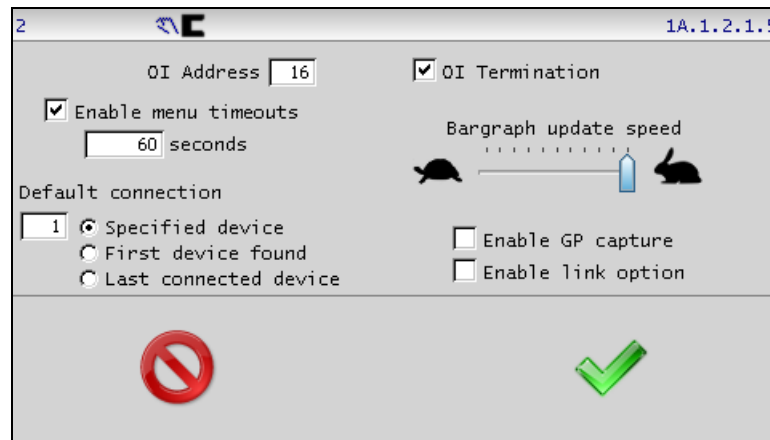 2
1A.1.2.1.5
OI Address 16
OI Termination
Enable menu timeouts
60 seconds
Bargraph update speed
Default connection
1 Specified device
First device found
Last connected device
Enable GP capture
Enable link option